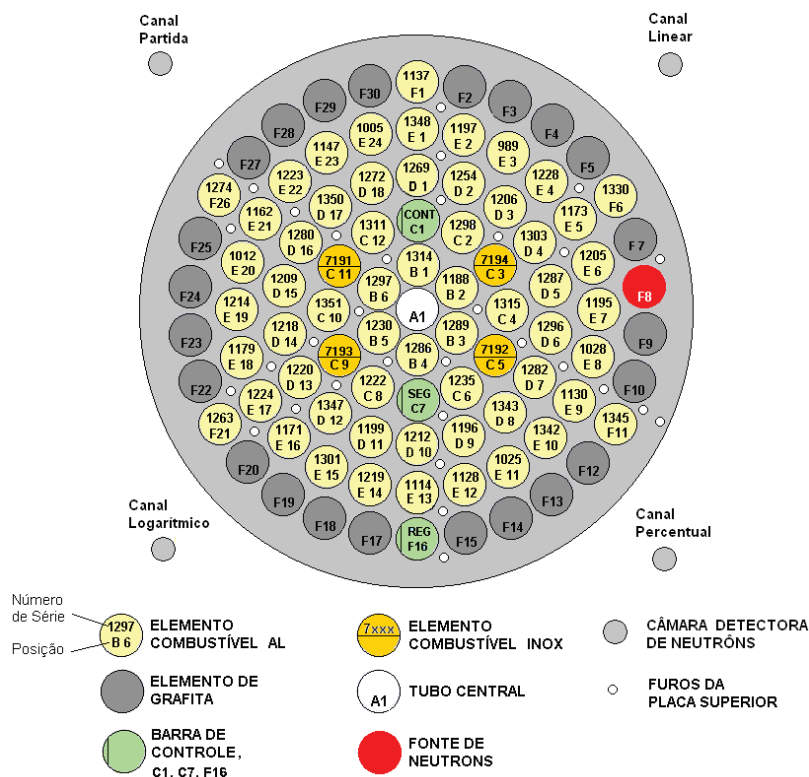 Canal
Partida
Canal
Linear
1137
F1
F2
F3
F4
F5
1330
F6
F 7
F8
F9
F10
1345
F11
F12
F13
F14
F15
REG
F16
F17
F18
F19
F20
1263
F21
F22
F23
F24
F25
1274
F26
F27
F28
F29
F30
1348
E 1
1197
E 2
989
E 3
1228
E 4
1173
E 5
1205
E 6
1195
E 7
1028
E 8
1130
E 9
1342
E 10
1025
E 11
1128
E 12
1114
E 13
1219
E 14
1301
E 15
1171
E 16
1224
E 17
1179
E 18
1214
E 19
1012
E 20
1162
E 21
1223
E 22
1147
E 23
1005
E 24
1269
D 1
1254
D 2
1206
D 3
1303
D 4
1287
D 5
1296
D 6
1282
D 7
1343
D 8
1196
D 9
1212
D 10
1199
D 11
1347
D 12
1220
D 13
1218
D 14
1209
D 15
1280
D 16
1350
D 17
1272
D 18
CONT
C1
1298
C 2
7194
C 3
1315
C 4
7192
C 5
1235
C 6
SEG
C7
1222
C 8
7193
C 9
1351
C 10
7191
C 11
1311
C 12
1314
B 1
1188
B 2
1289
B 3
1286
B 4
1230
B 5
1297
B 6
A1
Canal
Logarítmico
Canal
Percentual
Número
de Série
Posição
1297
B 6
ELEMENTO
COMBUSTÍVEL AL
7xxx
ELEMENTO
COMBUSTÍVEL INOX
CÂMARA DETECTORA
DE NEUTRÔNS
ELEMENTO DE
GRAFITA
A1
TUBO CENTRAL
FUROS DA
PLACA SUPERIOR
BARRA DE
CONTROLE,
C1, C7, F16
FONTE DE
NEUTRONS